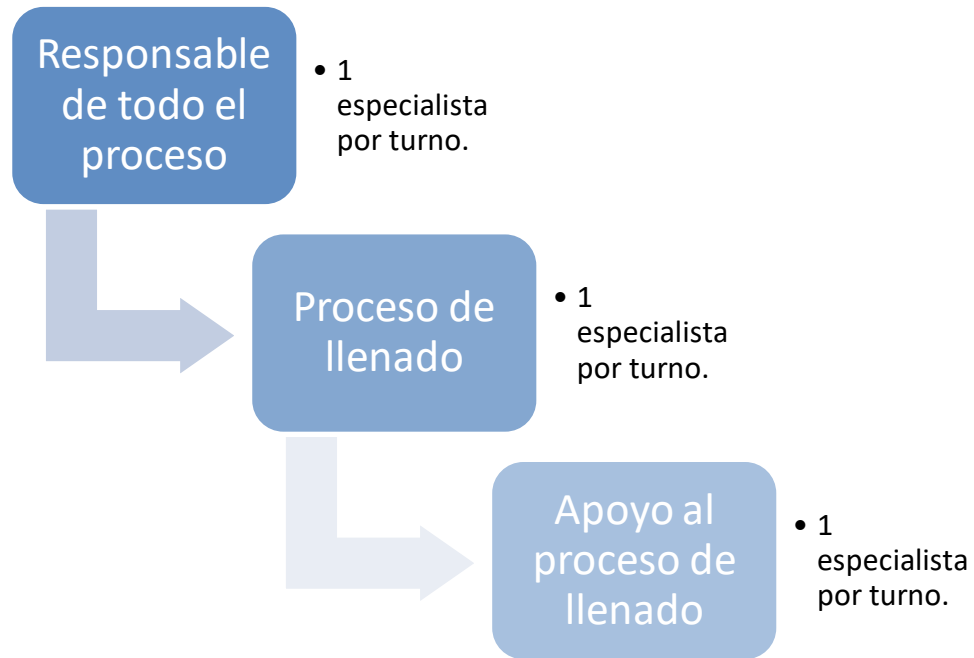 Responsable
de todo el
proceso
• 1
especialista
por turno.
Proceso de
llenado
• 1
especialista
por turno.
Apoyo al
proceso de
llenado
• 1
especialista
por turno.